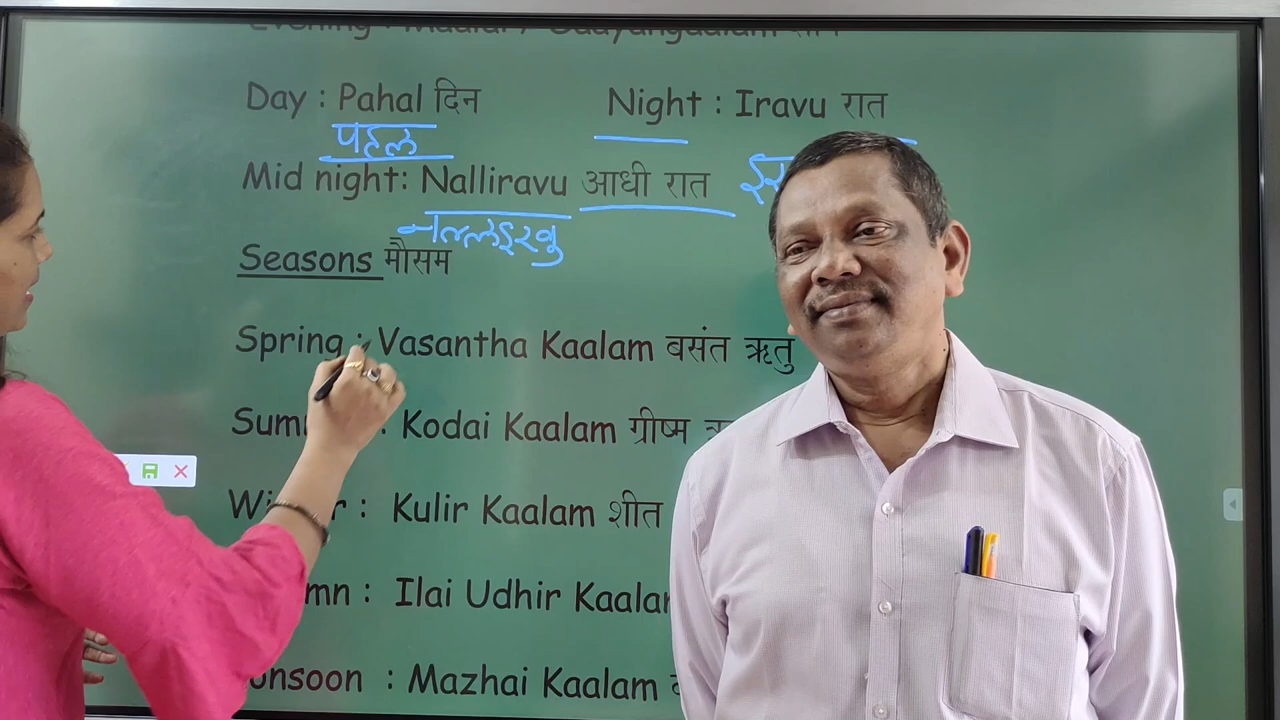 Day : Pahal दिन Night : Iravu रात
पहल
Mid night: Nalliravu आधी रात
नल्लइरवु
Seasons मौसम
Spring : Vasantha Kaalam बसंत ऋतु
Kodai Kaalam ग्रीष्म
Kulir Kaalam शीत
Ilai Udhir
Mazhai Kaalam